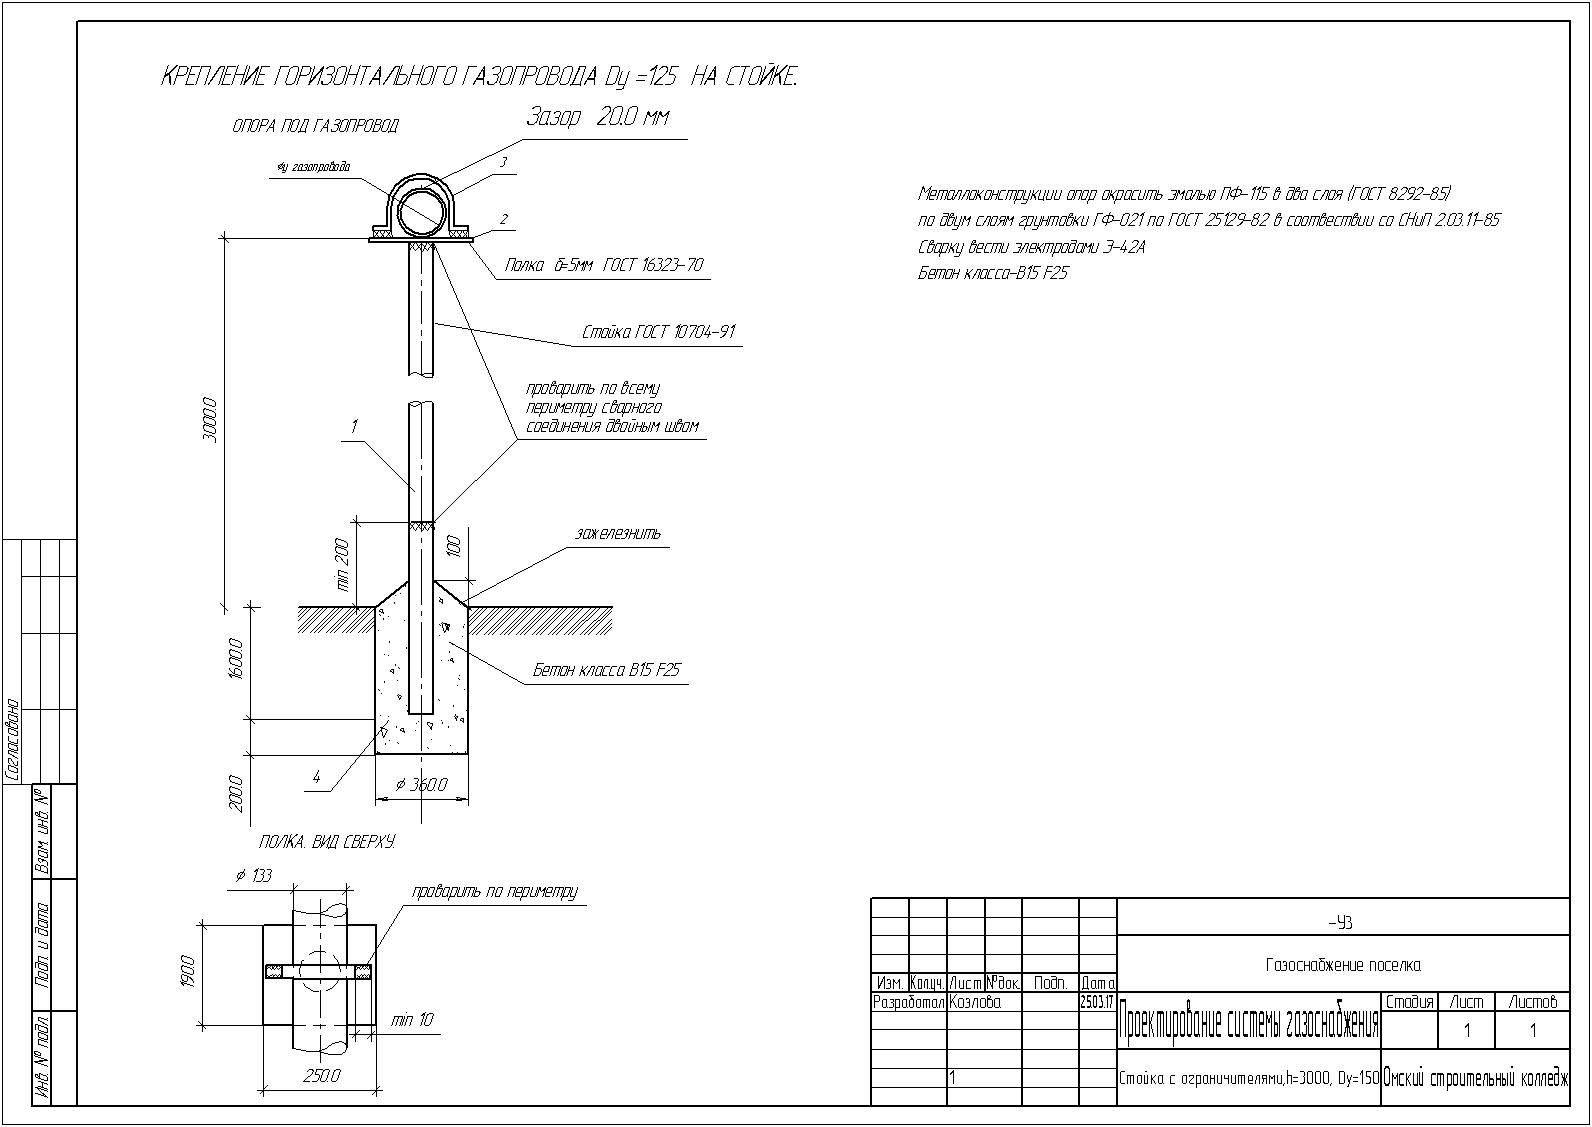 КРЕПЛЕНИЕ ГОРИЗОНТАЛЬНОГО ГАЗОПРОВОДА Dy =125 НА СТОЙКЕ.
ОПОРА ПОД ГАЗОПРОВОД
Зазор 20.0 мм
Фу газопровода
3
2
Полка б=5мм ГОСТ 16323-70
Стойка ГОСТ 10704-91
3000.0
проварить по всему
периметру сварного
соединения двойным швом
1
зажелезнить
min 200
100
1600.0
Бетон класса В15 F25
4
200.0
ϕ 360.0
ПОЛКА. ВИД СВЕРХУ.
ϕ 133
проварить по периметру
190.0
min 10
250.0
Металлоконструкции опор окрасить эмалью ПФ-115 в два слоя (ГОСТ 8292-85)
по двум слоям грунтовки ГФ-021 по ГОСТ 25129-82 в соотвествии со СНиП 2.03.11-85
Сварку вести электродами Э-42А
Бетон класса-В15 F25
Согласовано
Взам. инв. №
Подп. и дата
Инв. № подл.
-УЗ
Газоснабжение поселка
Изм. Кол.уч. Лист №док. Подп. Дата
Разработал Козлова 25.03.17
Проектирование системы газоснабжения
Стадия Лист Листов
1 1
1
Стойка с ограничителями,h=3000, Dy=150
Омский строительный колледж